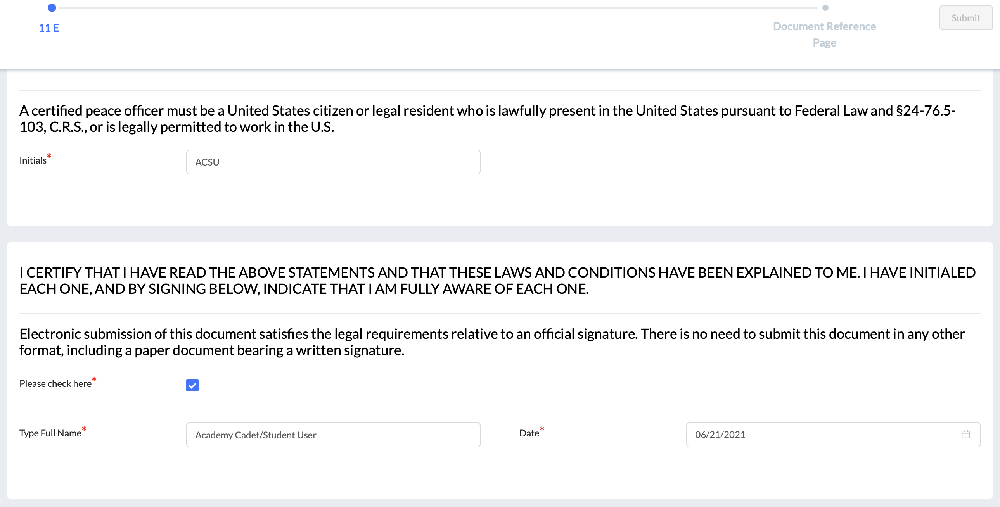 11 E
Document Reference
Page
Submit
A certified peace officer must be a United States citizen or legal resident who is lawfully present in the United States pursuant to Federal Law and §24-76.5-
103, C.R.S., or is legally permitted to work in the U.S.
Initials*
ACSU
I CERTIFY THAT I HAVE READ THE ABOVE STATEMENTS AND THAT THESE LAWS AND CONDITIONS HAVE BEEN EXPLAINED TO ME. I HAVE INITIALED
EACH ONE, AND BY SIGNING BELOW, INDICATE THAT I AM FULLY AWARE OF EACH ONE.
Electronic submission of this document satisfies the legal requirements relative to an official signature. There is no need to submit this document in any other
format, including a paper document bearing a written signature.
Please check here*
Type Full Name*
Academy Cadet/Student User
Date*
06/21/2021